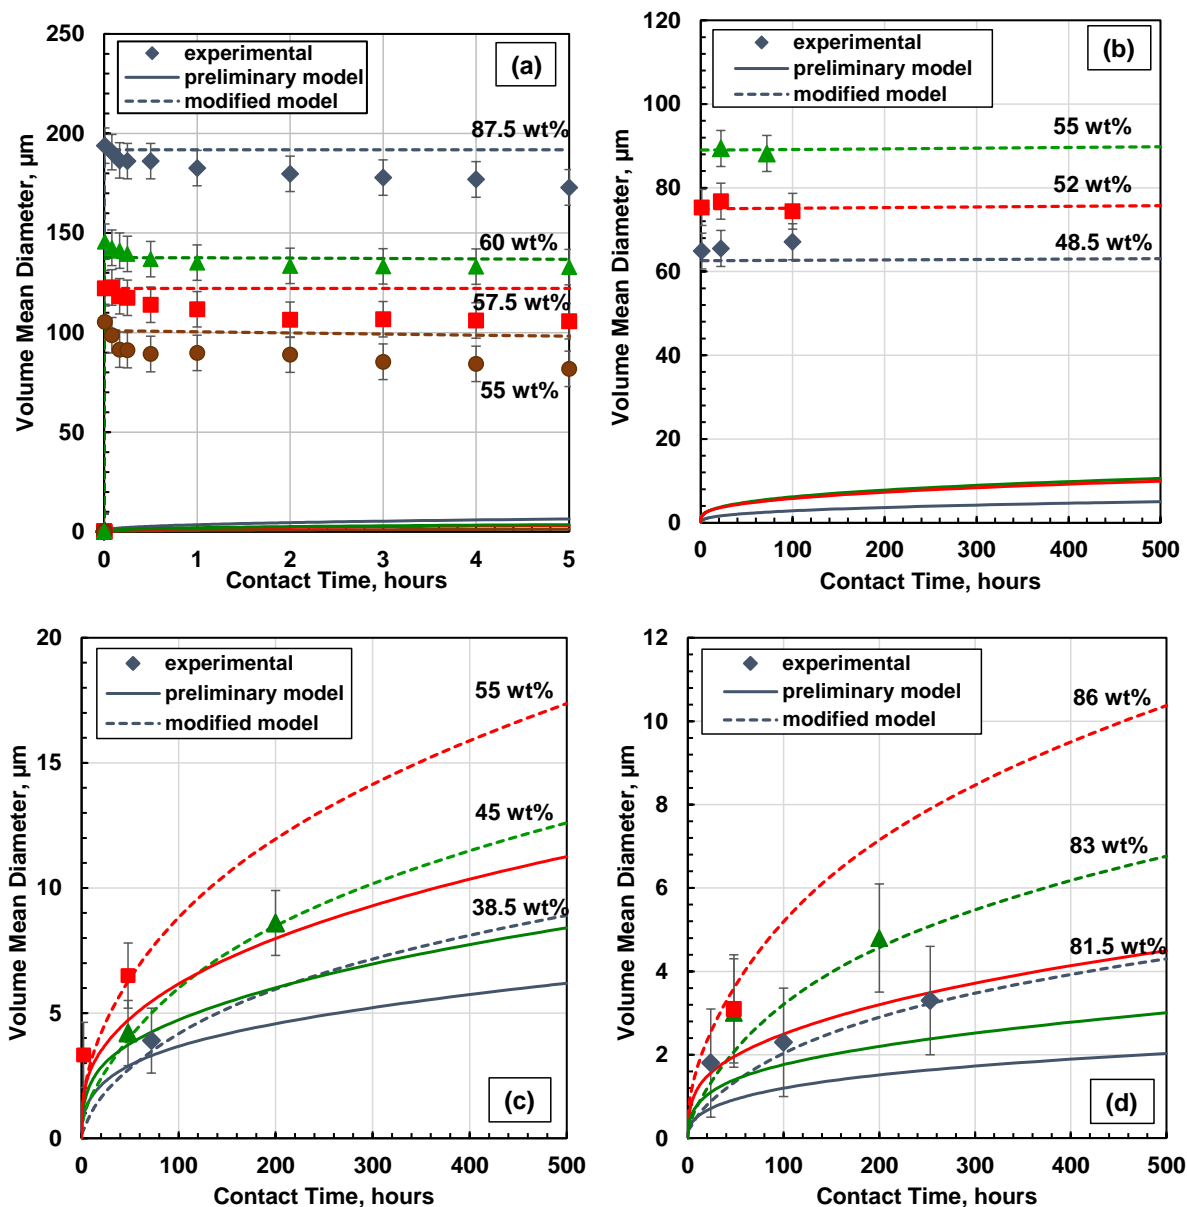 250
200
150
100
50
0
0
1
2
3
4
5
Volume Mean Diameter, µm
Contact Time, hours
experimental
preliminary model
modified model
(a)
87.5 wt%
60 wt%
57.5 wt%
55 wt%
120
100
80
60
40
20
0
0
100
200
300
400
500
Volume Mean Diameter, µm
Contact Time, hours
experimental
preliminary model
modified model
(b)
55 wt%
52 wt%
48.5 wt%
20
15
10
5
0
0
100
200
300
400
500
Volume Mean Diameter, µm
Contact Time, hours
experimental
preliminary model
modified model
55 wt%
45 wt%
38.5 wt%
(c)
12
10
8
6
4
2
0
0
100
200
300
400
500
Volume Mean Diameter, µm
Contact Time, hours
experimental
preliminary model
modified model
86 wt%
83 wt%
81.5 wt%
(d)